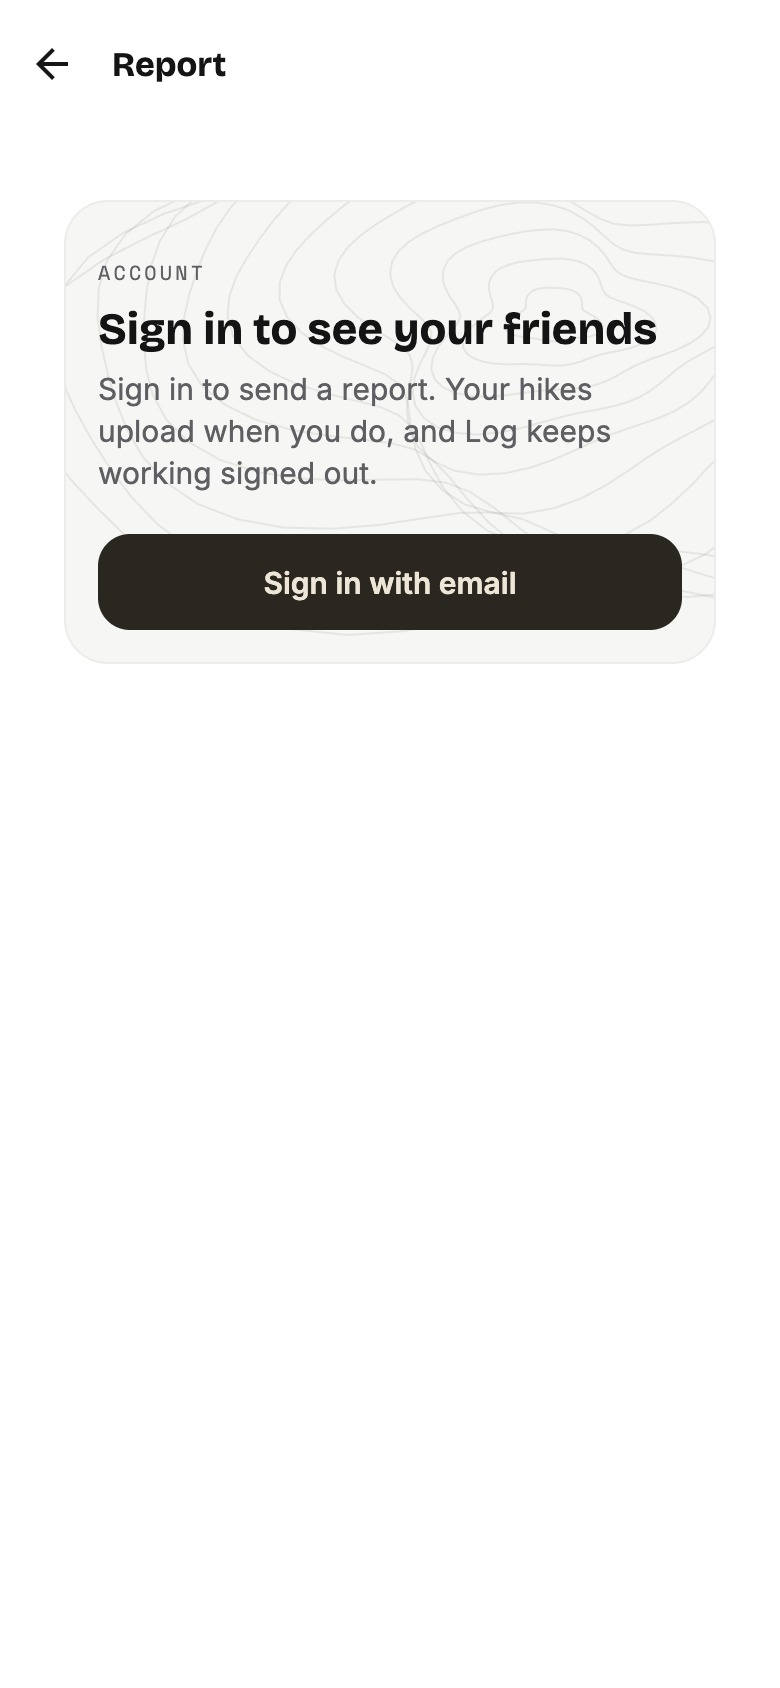 Report
ACCOUNT
Sign in to see your friends
Sign in to send a report. Your hikes
upload when you do, and Log keeps
working signed out.
Sign in with email